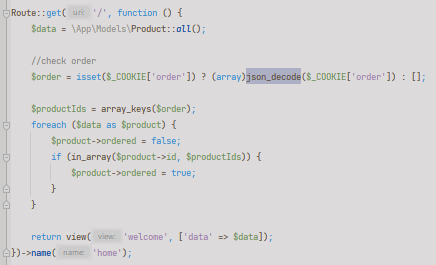 Route::get( uri: '/', function () {
$data = \App\Models\Product::all();
//check order
$order = isset($_COOKIE['order']) ? (array)json_decode($_COOKIE['order']) : [];
$productIds = array_keys($order);
foreach ($data as $product) {
$product->ordered = false;
if (in_array($product->id, $productIds)) {
$product->ordered = true;
}
}
return view( view: 'welcome', ['data' => $data]);
})->name( name: 'home');